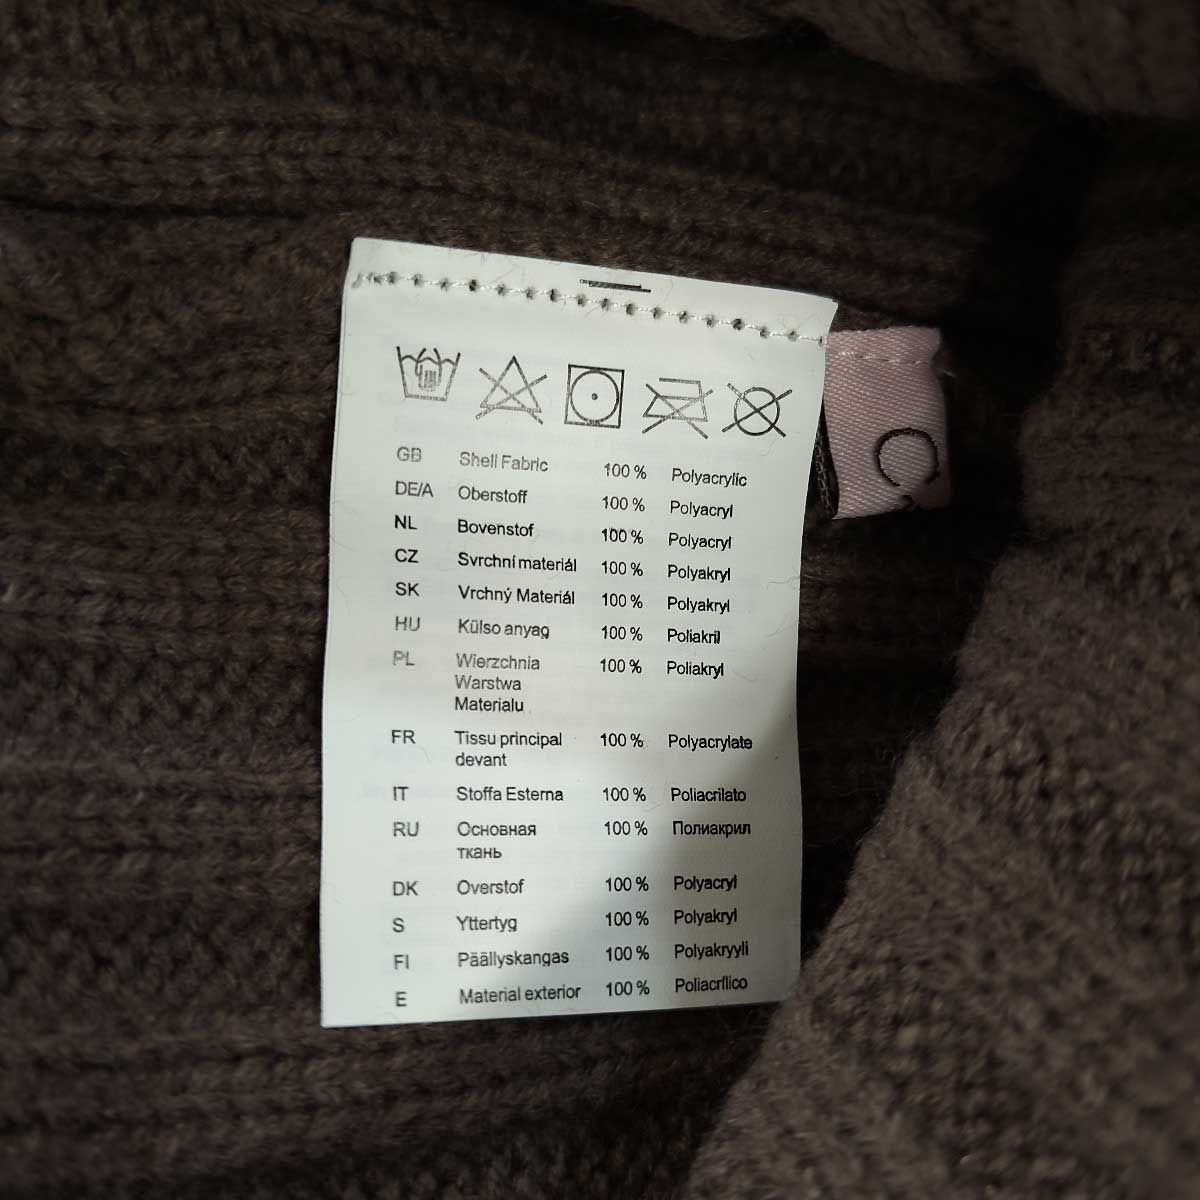 GB Shell Fabric 100 % Polyacrylic
DE/A Oberstoff 100 % Polyacryl
NL Bovenstof 100 % Polyacryl
CZ Svrchní materiál 100 % Polyakryl
SK Vrchný Materiál 100 % Polyakryl
HU Külso anyag 100 % Poliakril
PL Wierzchnia 100 % Poliakryl
Warstwa
Materialu
FR Tissu principal 100 % Polyacrylate
devant
IT Stoffa Esterna 100 % Poliacrilato
RU Основная 100 % Полиакрил
ткань
DK Overstof 100 % Polyacryl
S Yttertyg 100 % Polyakryl
FI Päällyskangas 100 % Polyakryyli
E Material exterior 100 % Poliacrílico
C